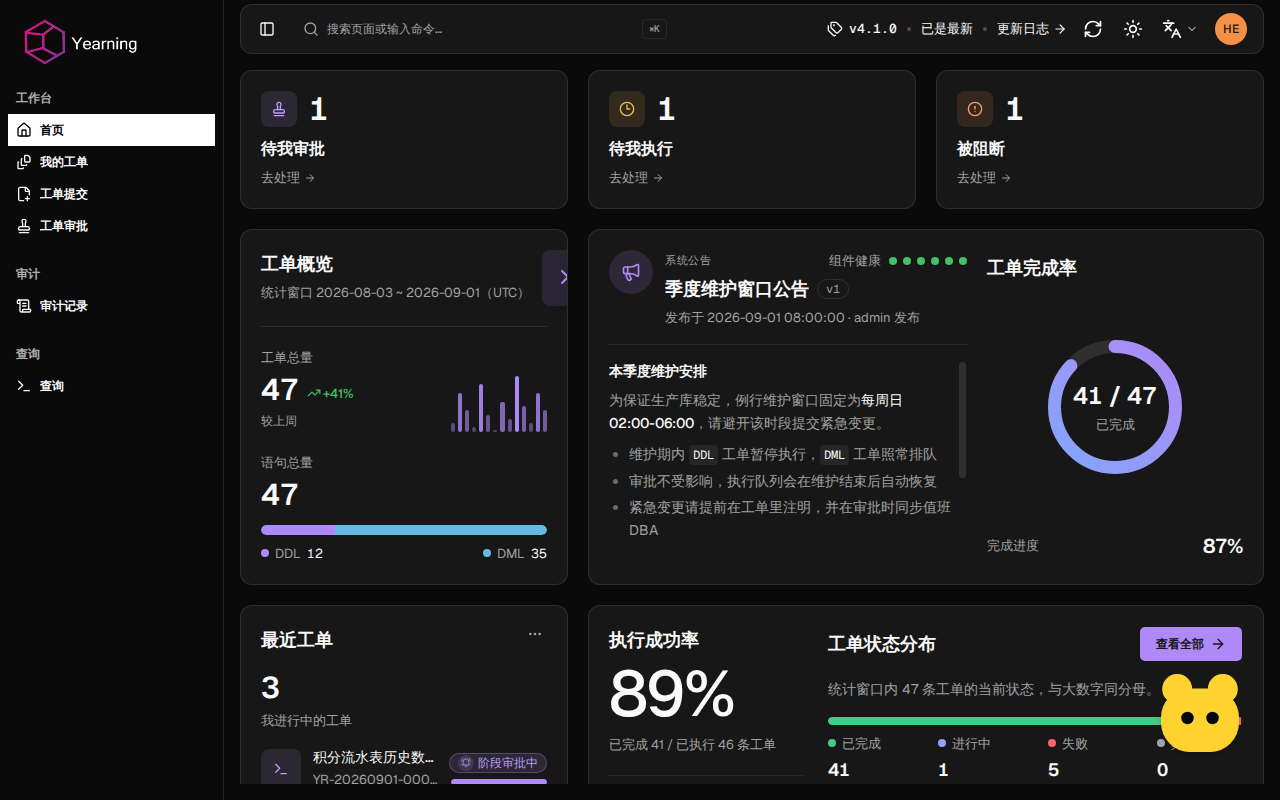 Yearning
工作台
首页
我的工单
工单提交
工单审批
审计
审计记录
查询
查询
搜索页面或输入命令...
⌘K
v4.1.0
已是最新
更新日志
HE
1
待我审批
去处理
1
待我执行
去处理
1
被阻断
去处理
工单概览
统计窗口 2026-08-03 ~ 2026-09-01（UTC）
工单总量
47
+41%
较上周
语句总量
47
DDL 12
DML 35
系统公告
组件健康
季度维护窗口公告 v1
发布于 2026-09-01 08:00:00 · admin 发布
本季度维护安排
为保证生产库稳定，例行维护窗口固定为每周日
02:00-06:00，请避开该时段提交紧急变更。
维护期内 DDL 工单暂停执行，DML 工单照常排队
审批不受影响，执行队列会在维护结束后自动恢复
紧急变更请提前在工单里注明，并在审批时同步值班
DBA
工单完成率
41 / 47
已完成
完成进度
87%
最近工单
3
我进行中的工单
积分流水表历史数...
YR-20260901-000...
阶段审批中
执行成功率
89%
已完成 41 / 已执行 46 条工单
工单状态分布
查看全部
统计窗口内 47 条工单的当前状态，与大数字同分母。
已完成
41
进行中
1
失败
5
0